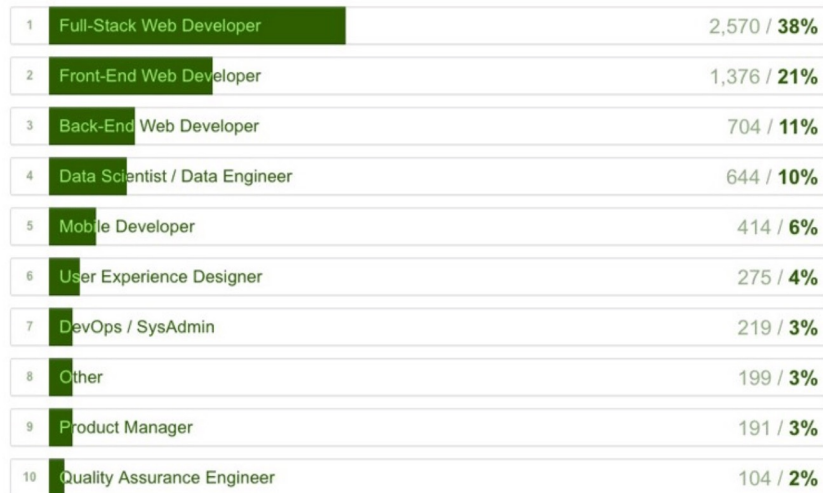 1 Full-Stack Web Developer 2,570 / 38%
2 Front-End Web Developer 1,376 / 21%
3 Back-End Web Developer 704 / 11%
4 Data Scientist / Data Engineer 644 / 10%
5 Mobile Developer 414 / 6%
6 User Experience Designer 275 / 4%
7 DevOps / SysAdmin 219 / 3%
8 Other 199 / 3%
9 Product Manager 191 / 3%
10 Quality Assurance Engineer 104 / 2%